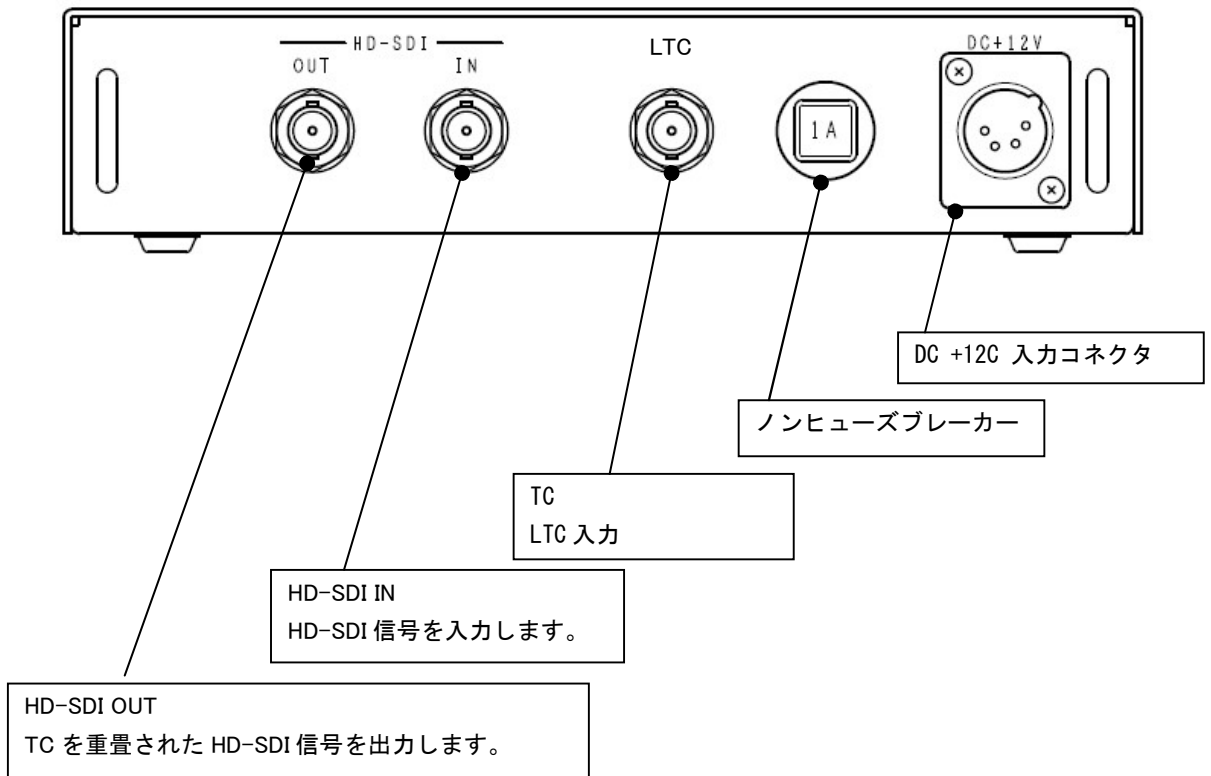 HD-SDI
OUT
IN
LTC
1A
DC+12V
DC +12C 入力コネクタ
ノンヒューズブレーカー
TC
LTC 入力
HD-SDI IN
HD-SDI 信号を入力します。
HD-SDI OUT
TC を重畳された HD-SDI 信号を出力します。